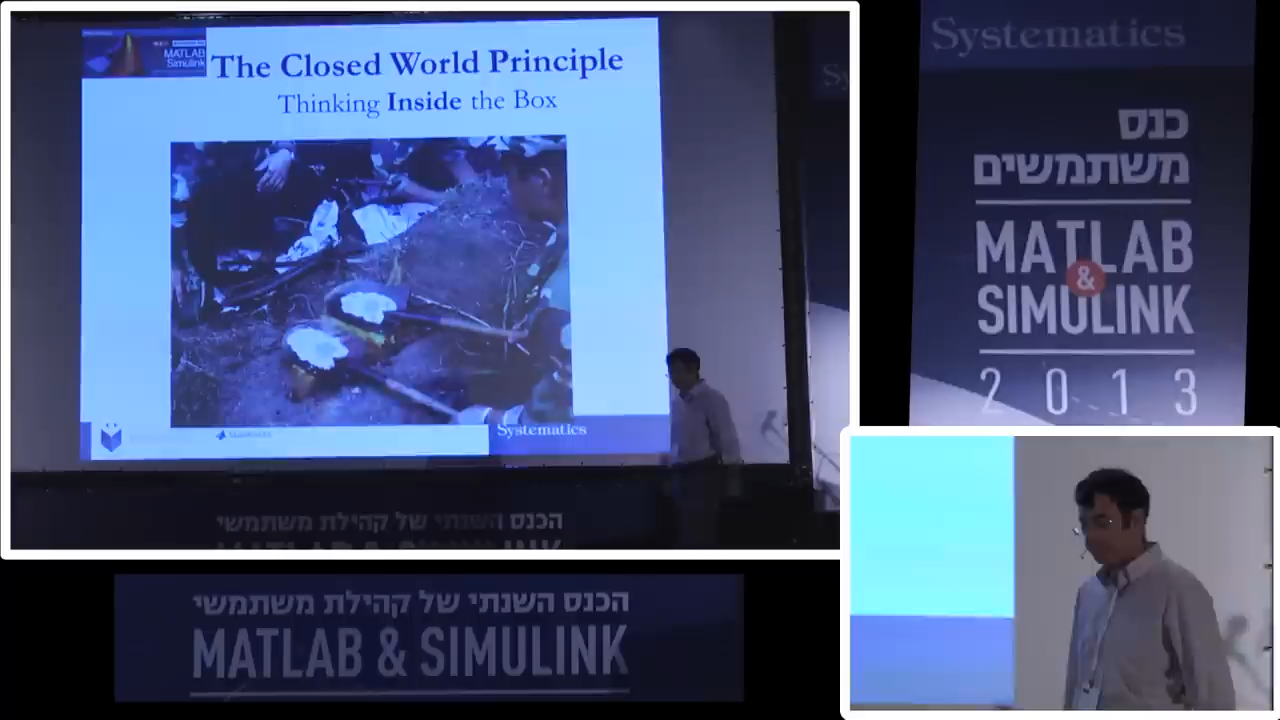 MATLAB
Simulink
The Closed World Principle
Thinking Inside the Box
Systematics
הכנס השנתי של קהילת משתמשי
Systematics
כנס
משתמשים
MATLAB
&
SIMULINK
2013
הכנס השנתי של קהילת משתמשי
MATLAB & SIMULINK